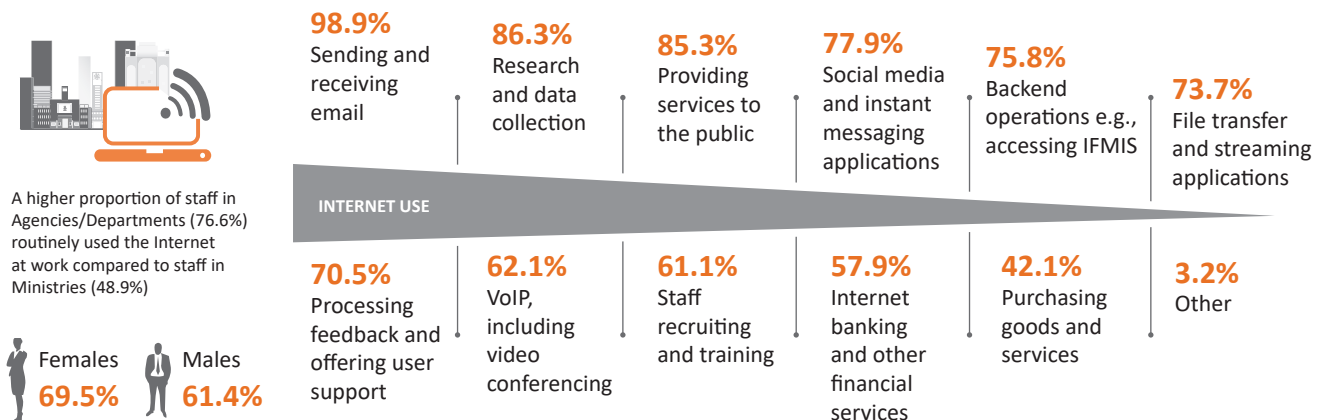 98.9%
Sending and
receiving
email
86.3%
Research
and data
collection
85.3%
Providing
services to
the public
77.9%
Social media
and instant
messaging
applications
75.8%
Backend
operations e.g.,
accessing IFMIS
73.7%
File transfer
and streaming
applications
A higher proportion of staff in
Agencies/Departments (76.6%)
routinely used the Internet
at work compared to staff in
Ministries (48.9%)
Females
69.5%
Males
61.4%
INTERNET USE
70.5%
Processing
feedback and
offering user
support
62.1%
VoIP,
including
video
conferencing
61.1%
Staff
recruiting
and training
57.9%
Internet
banking
and other
financial
services
42.1%
Purchasing
goods and
services
3.2%
Other